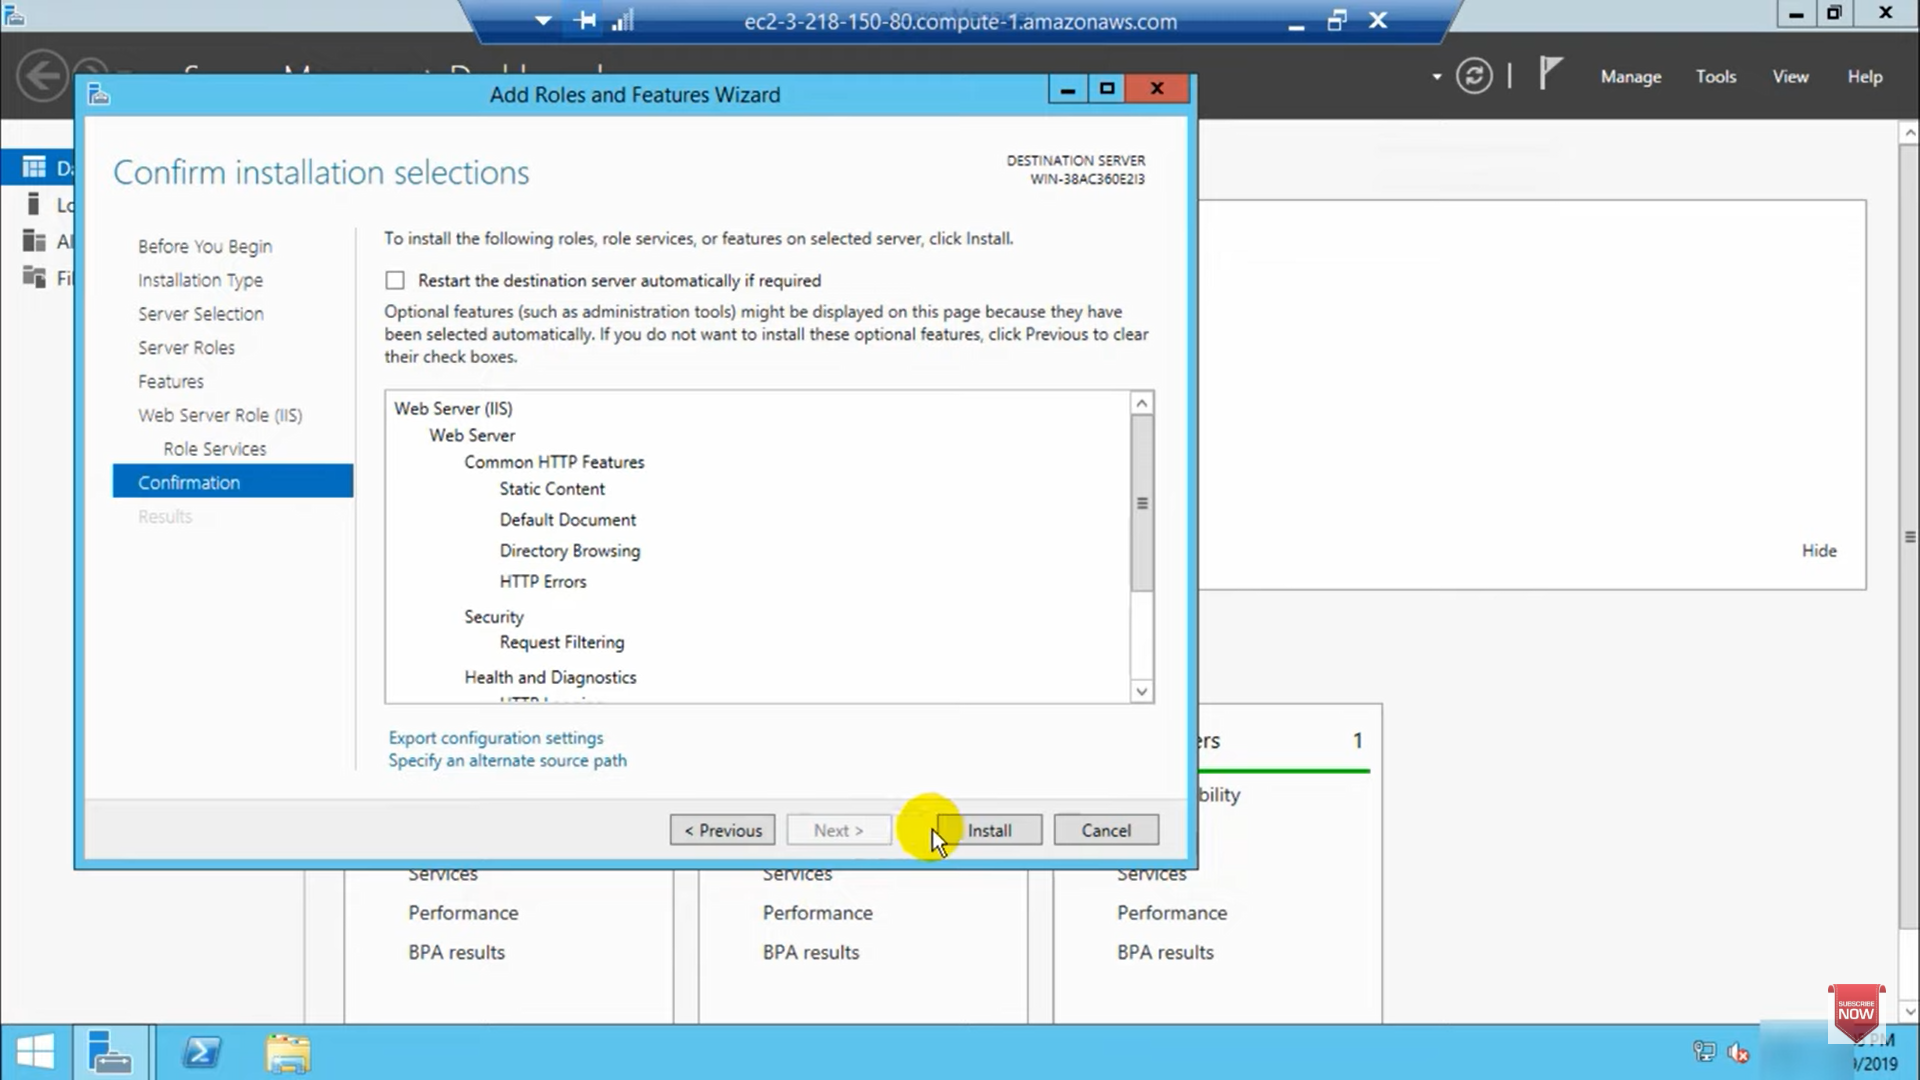 ec2-3-218-150-80.compute-1.amazonaws.com
Manage
Tools
View
Help
Add Roles and Features Wizard
Confirm installation selections
DESTINATION SERVER
WIN-38AC360E2I3
Before You Begin
Installation Type
Server Selection
Server Roles
Features
Web Server Role (IIS)
Role Services
Confirmation
Results
To install the following roles, role services, or features on selected server, click Install.
Restart the destination server automatically if required
Optional features (such as administration tools) might be displayed on this page because they have
been selected automatically. If you do not want to install these optional features, click Previous to clear
their check boxes.
Web Server (IIS)
Web Server
Common HTTP Features
Static Content
Default Document
Directory Browsing
HTTP Errors
Security
Request Filtering
Health and Diagnostics
Export configuration settings
Specify an alternate source path
< Previous
Next >
Install
Cancel
Hide
ers 1
bility
Services
Performance
BPA results
Services
Performance
BPA results
Services
Performance
BPA results
SUBSCRIBE
NOW
PM
/2019